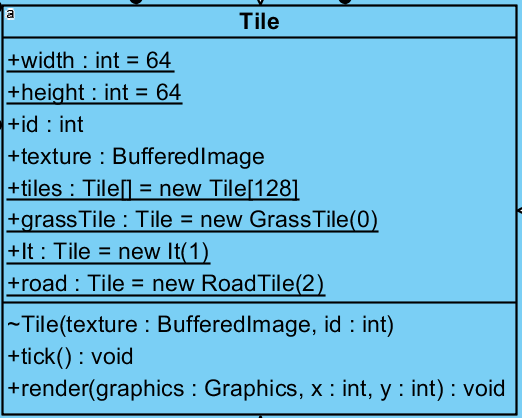 a
Tile
+width : int = 64
+height : int = 64
+id : int
+texture : BufferedImage
+tiles : Tile[] = new Tile[128]
+grassTile : Tile = new GrassTile(0)
+lt : Tile = new It(1)
+road : Tile = new RoadTile(2)
~Tile(texture : BufferedImage, id : int)
+tick() : void
+render(graphics : Graphics, x : int, y : int) : void